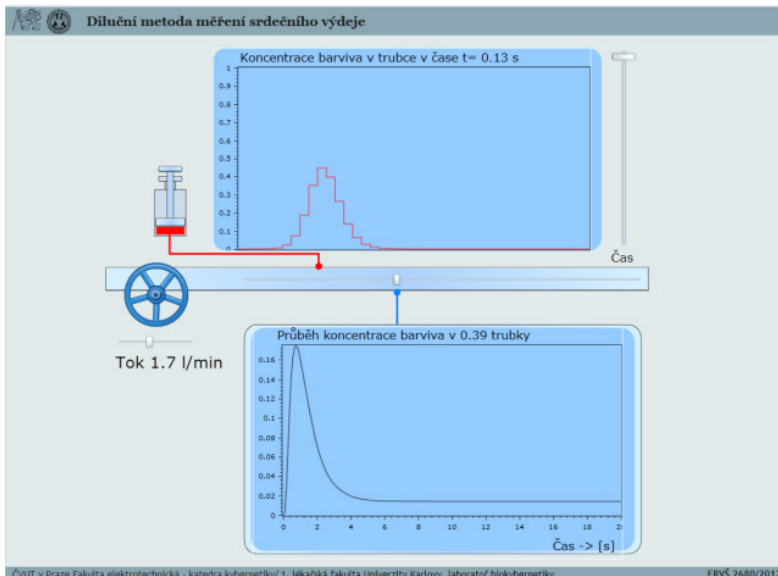 Diluční metoda měření srdečního výdeje
Koncentrace barviva v trubce v čase t= 0.13 s
1
0.9
0.8
0.7
0.6
0.5
0.4
0.3
0.2
0.1
0
Čas
Tok 1.7 l/min
Průběh koncentrace barviva v 0.39 trubky
0.16
0.14
0.12
0.1
0.08
0.06
0.04
0.02
0
0 2 4 6 8 10 12 14 16 18 2
Čas -> [s]
ČVUT v Praze Fakulta elektrotechnická - katedra kybernetiky/ 1. lékařská fakulta Univerzity Karlovy, laboratoř biokybernetiky
FRVŠ 2680/201